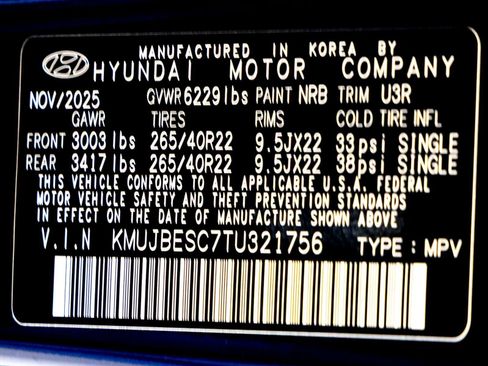 MANUFACTURED IN KOREA BY
HYUNDAI MOTOR COMPANY
NOV/2025 GVWR 6229lbs PAINT NRB TRIM U3R
GAWR TIRES RIMS COLD TIRE INFL
FRONT 3003lbs 265/40R22 9.5JX22 33psi SINGLE
REAR 3417lbs 265/40R22 9.5JX22 38psi SINGLE
THIS VEHICLE CONFORMS TO ALL APPLICABLE U.S.A. FEDERAL
MOTOR VEHICLE SAFETY AND THEFT PREVENTION STANDARDS
IN EFFECT ON THE DATE OF MANUFACTURE SHOWN ABOVE
V.I.N KMUJBESC7TU321756 TYPE : MPV